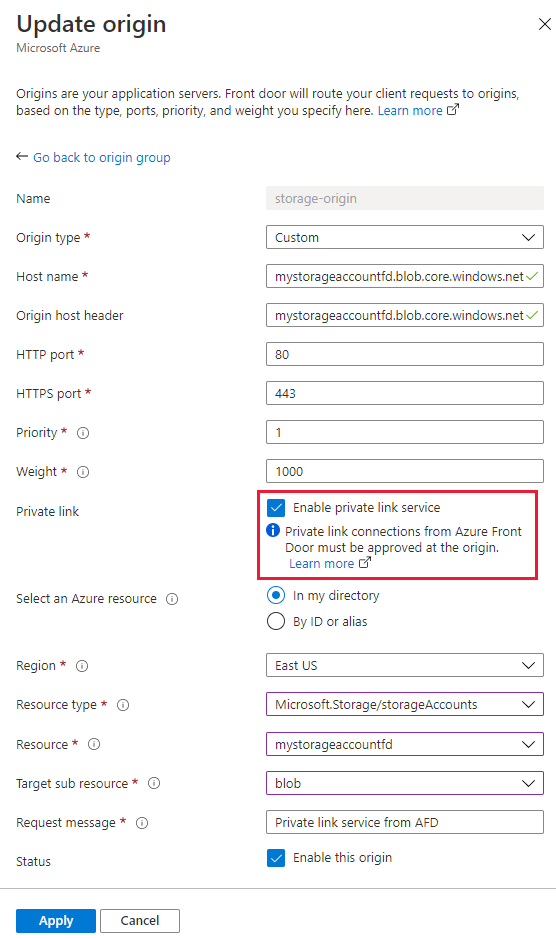 Update origin
Microsoft Azure
Origins are your application servers. Front door will route your client requests to origins,
based on the type, ports, priority, and weight you specify here. Learn more
Go back to origin group
Name storage-origin
Origin type * Custom
Host name * mystorageaccountfd.blob.core.windows.net
Origin host header mystorageaccountfd.blob.core.windows.net
HTTP port * 80
HTTPS port * 443
Priority * 1
Weight * 1000
Private link Enable private link service
Private link connections from Azure Front
Door must be approved at the origin.
Learn more
Select an Azure resource In my directory
By ID or alias
Region * East US
Resource type * Microsoft.Storage/storageAccounts
Resource * mystorageaccountfd
Target sub resource * blob
Request message * Private link service from AFD
Status Enable this origin
Apply Cancel